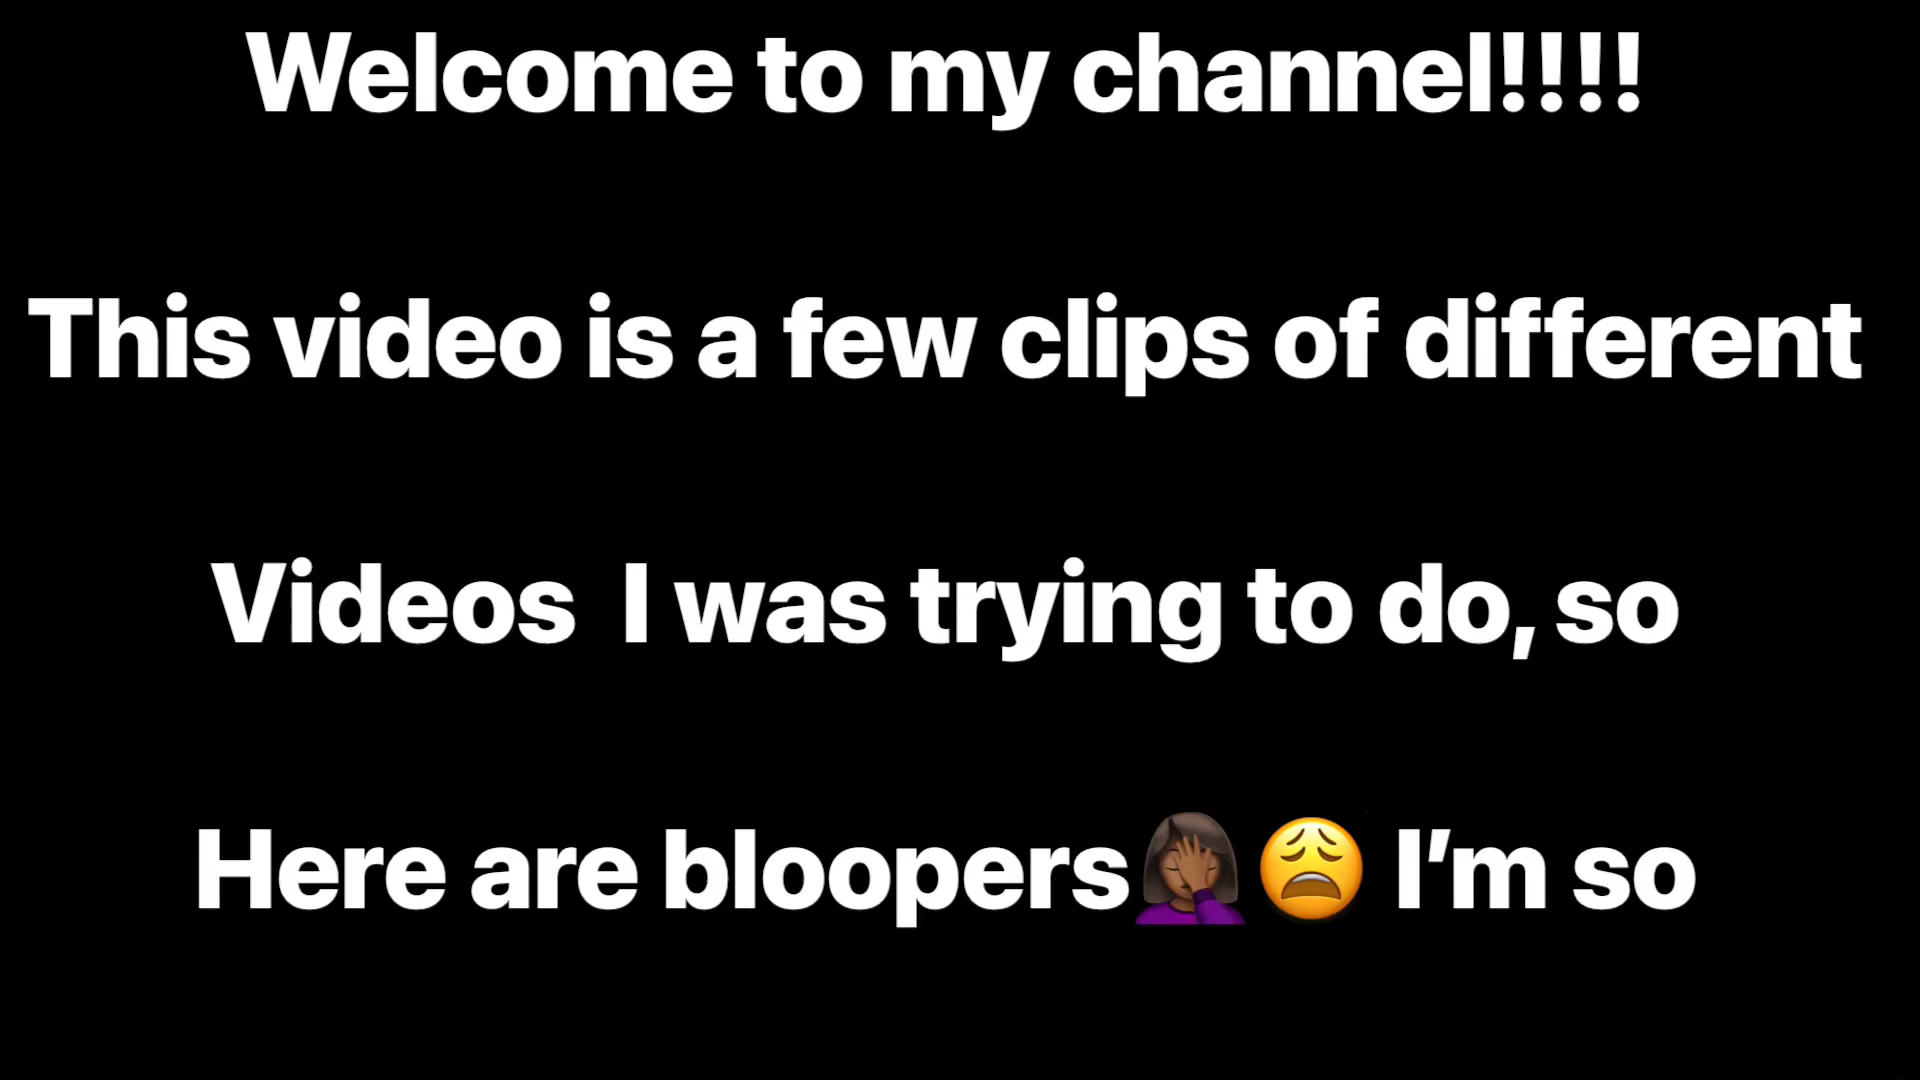 Welcome to my channel!!!!
This video is a few clips of different
Videos  I was trying to do, so
Here are bloopers🤦🏾‍♀️😩 I’m so